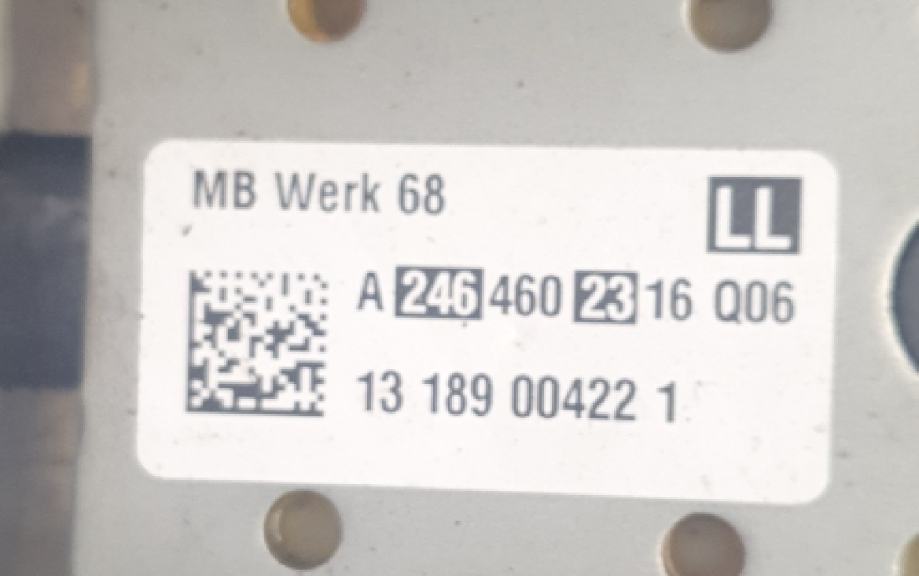 MB Werk 68
LL
A 246 460 23 16 Q06
13 189 00422 1